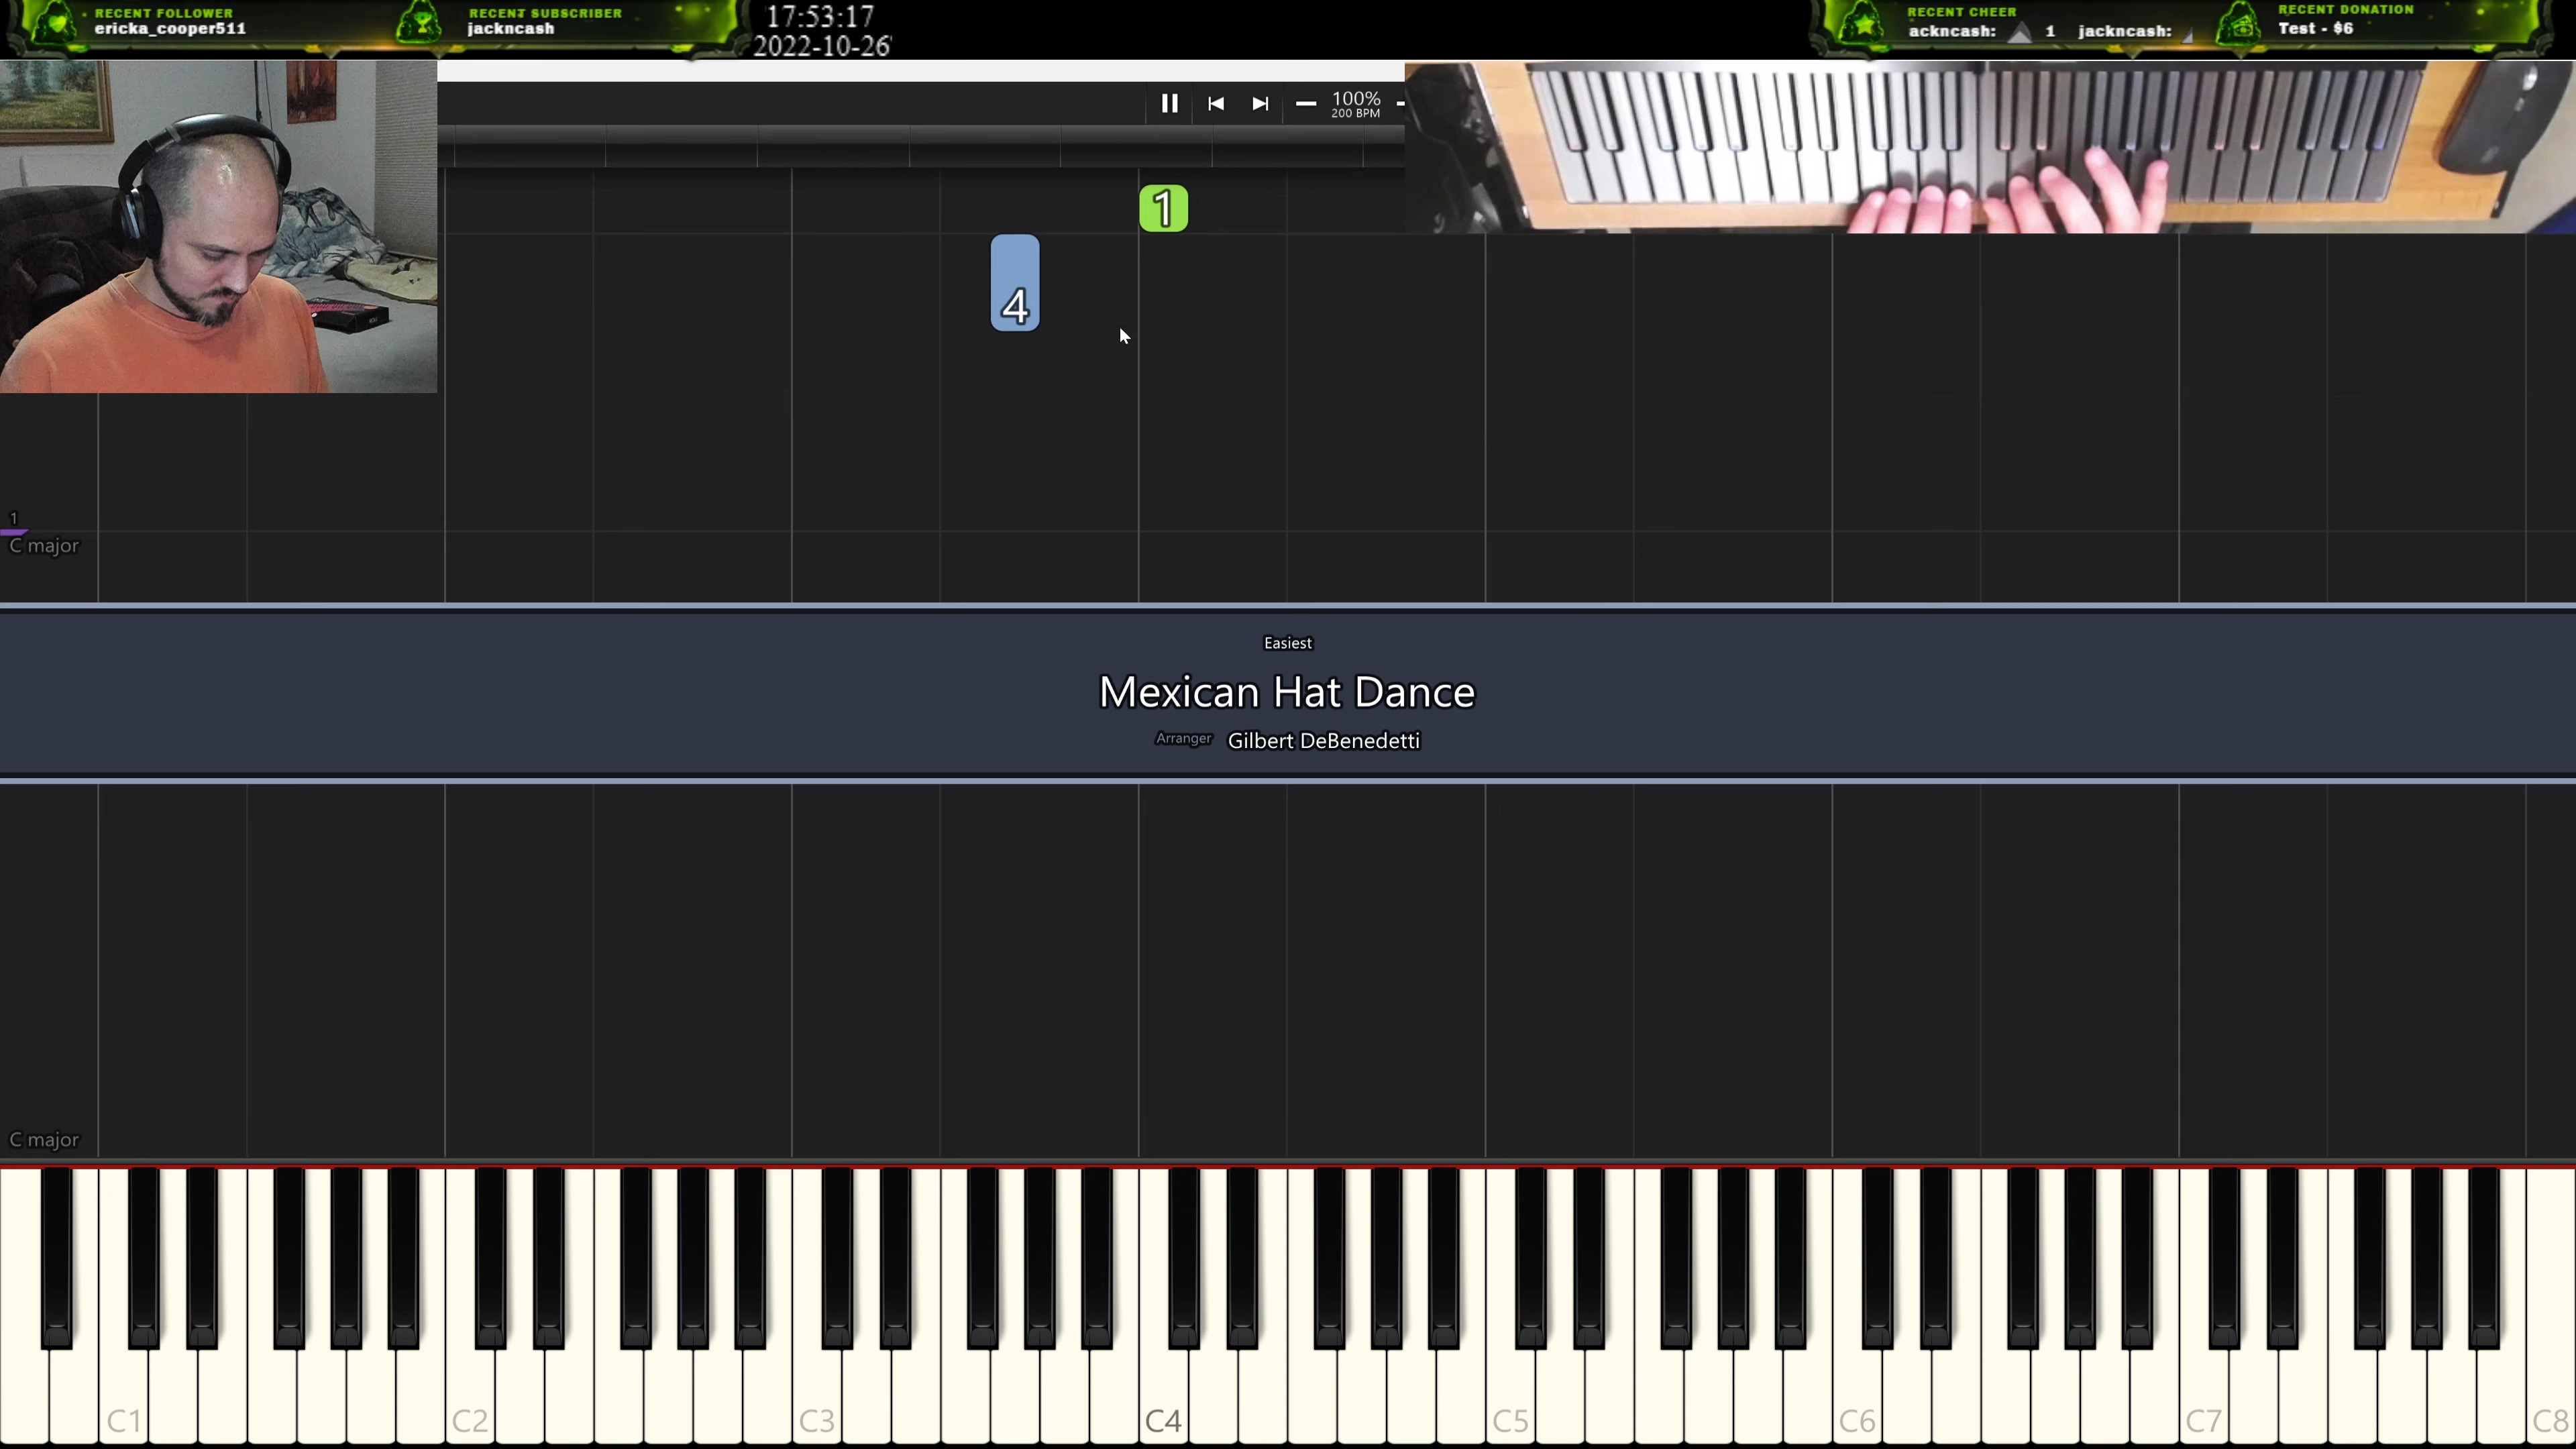 RECENT FOLLOWER
ericka_cooper511
RECENT SUBSCRIBER
jackncash
17:53:17
2022-10-26
RECENT CHEER
ackncash: 1 jackncash:
RECENT DONATION
Test - $6
100%
200 BPM
1
4
1
C major
Easiest
Mexican Hat Dance
Arranger Gilbert DeBenedetti
C major
C1 C2 C3 C4 C5 C6 C7 C8